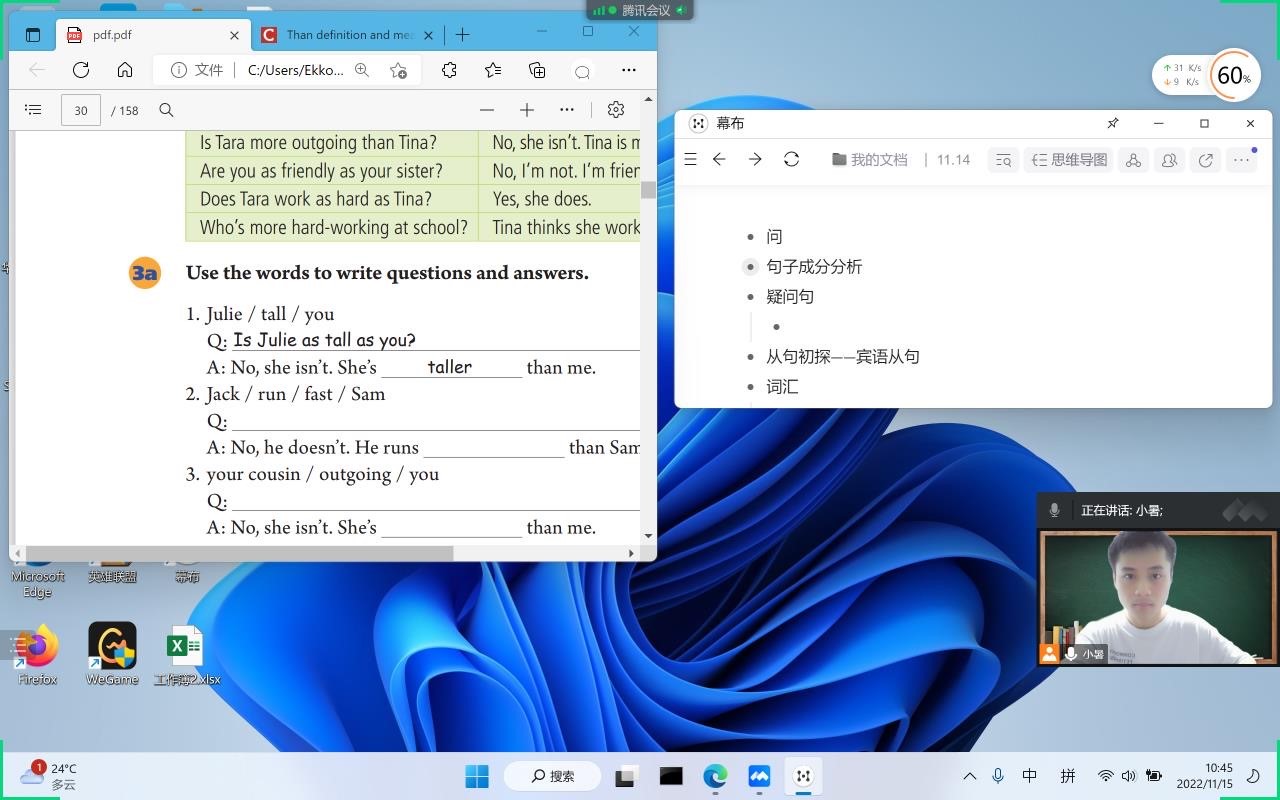 腾讯会议
pdf.pdf
Than definition and mea
文件
C:/Users/Ekko...
30 / 158
Is Tara more outgoing than Tina? No, she isn't. Tina is m
Are you as friendly as your sister? No, I'm not. I'm frien
Does Tara work as hard as Tina? Yes, she does.
Who's more hard-working at school? Tina thinks she work
3a Use the words to write questions and answers.
1. Julie / tall / you
Q: Is Julie as tall as you?
A: No, she isn't. She's taller than me.
2. Jack / run / fast / Sam
Q:
A: No, he doesn't. He runs than Sam
3. your cousin / outgoing / you
Q:
A: No, she isn't. She's than me.
31 K/s
9 K/s
60%
幕布
我的文档 | 11.14
思维导图
问
句子成分分析
疑问句
从句初探——宾语从句
词汇
正在讲话: 小暑;
小暑
Microsoft Edge
英雄联盟
幕布
Firefox
WeGame
工作簿2.xlsx
1
24°C
多云
搜索
中
拼
10:45
2022/11/15